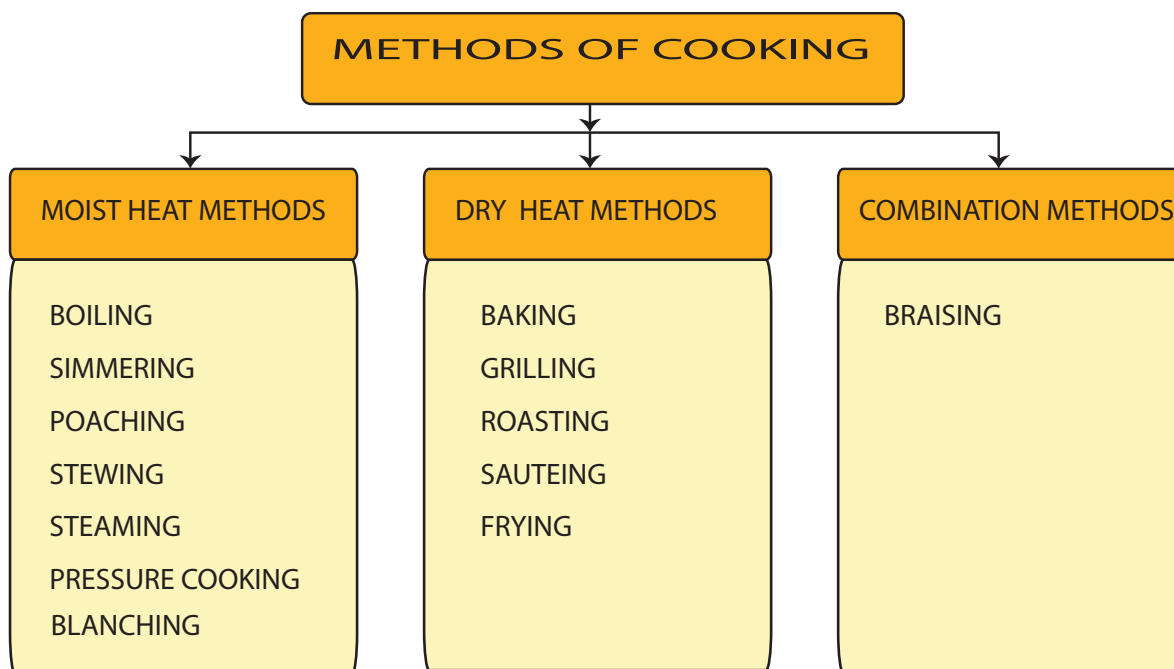 METHODS OF COOKING
MOIST HEAT METHODS
BOILING
SIMMERING
POACHING
STEWING
STEAMING
PRESSURE COOKING
BLANCHING
DRY HEAT METHODS
BAKING
GRILLING
ROASTING
SAUTEING
FRYING
COMBINATION METHODS
BRAISING